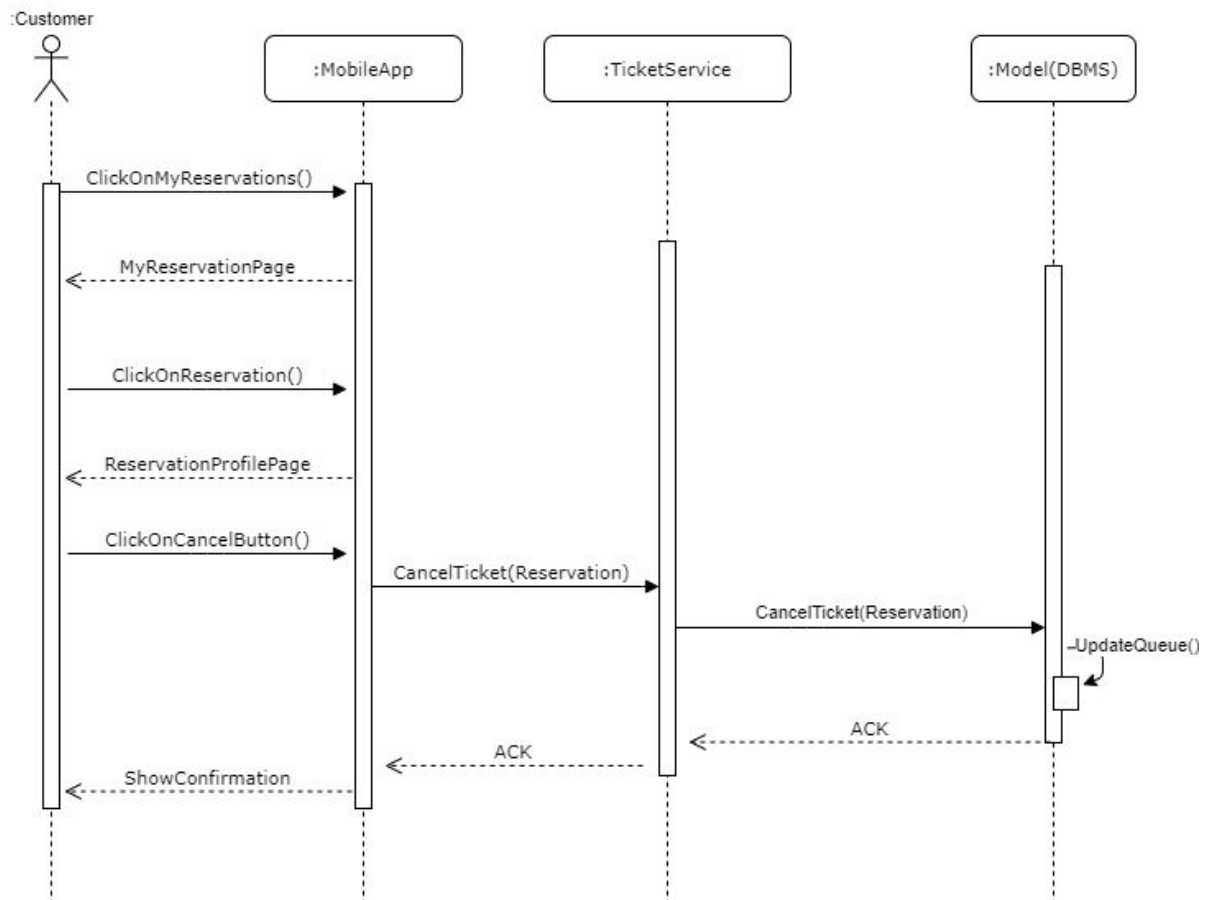 :Customer
:MobileApp
:TicketService
:Model(DBMS)
ClickOnMyReservations()
MyReservationPage
ClickOnReservation()
ReservationProfilePage
ClickOnCancelButton()
CancelTicket(Reservation)
CancelTicket(Reservation)
UpdateQueue()
ACK
ACK
ShowConfirmation